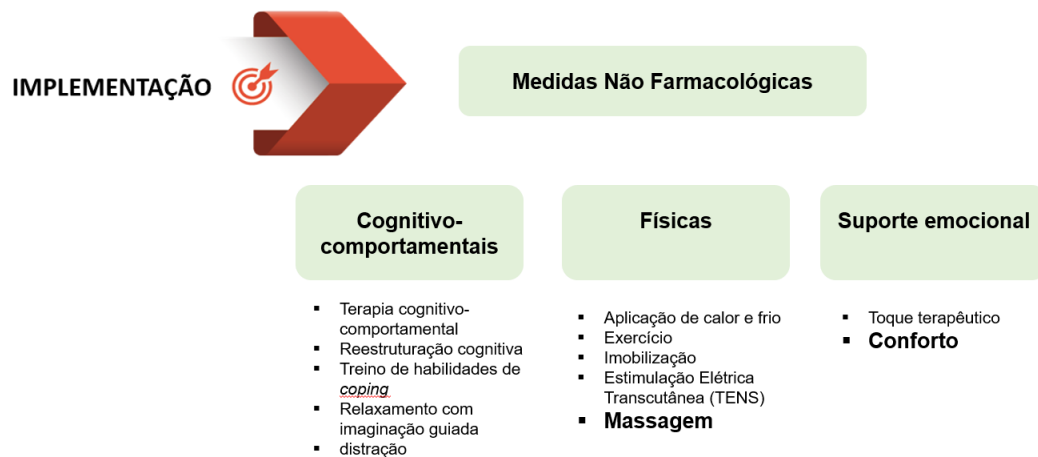 IMPLEMENTAÇÃO
Medidas Não Farmacológicas
Cognitivo-
comportamentais
▪ Terapia cognitivo-
comportamental
▪ Reestruturação cognitiva
▪ Treino de habilidades de
coping
▪ Relaxamento com
imaginação guiada
▪ distração
Físicas
▪ Aplicação de calor e frio
▪ Exercício
▪ Imobilização
▪ Estimulação Elétrica
Transcutânea (TENS)
▪ Massagem
Suporte emocional
▪ Toque terapêutico
▪ Conforto